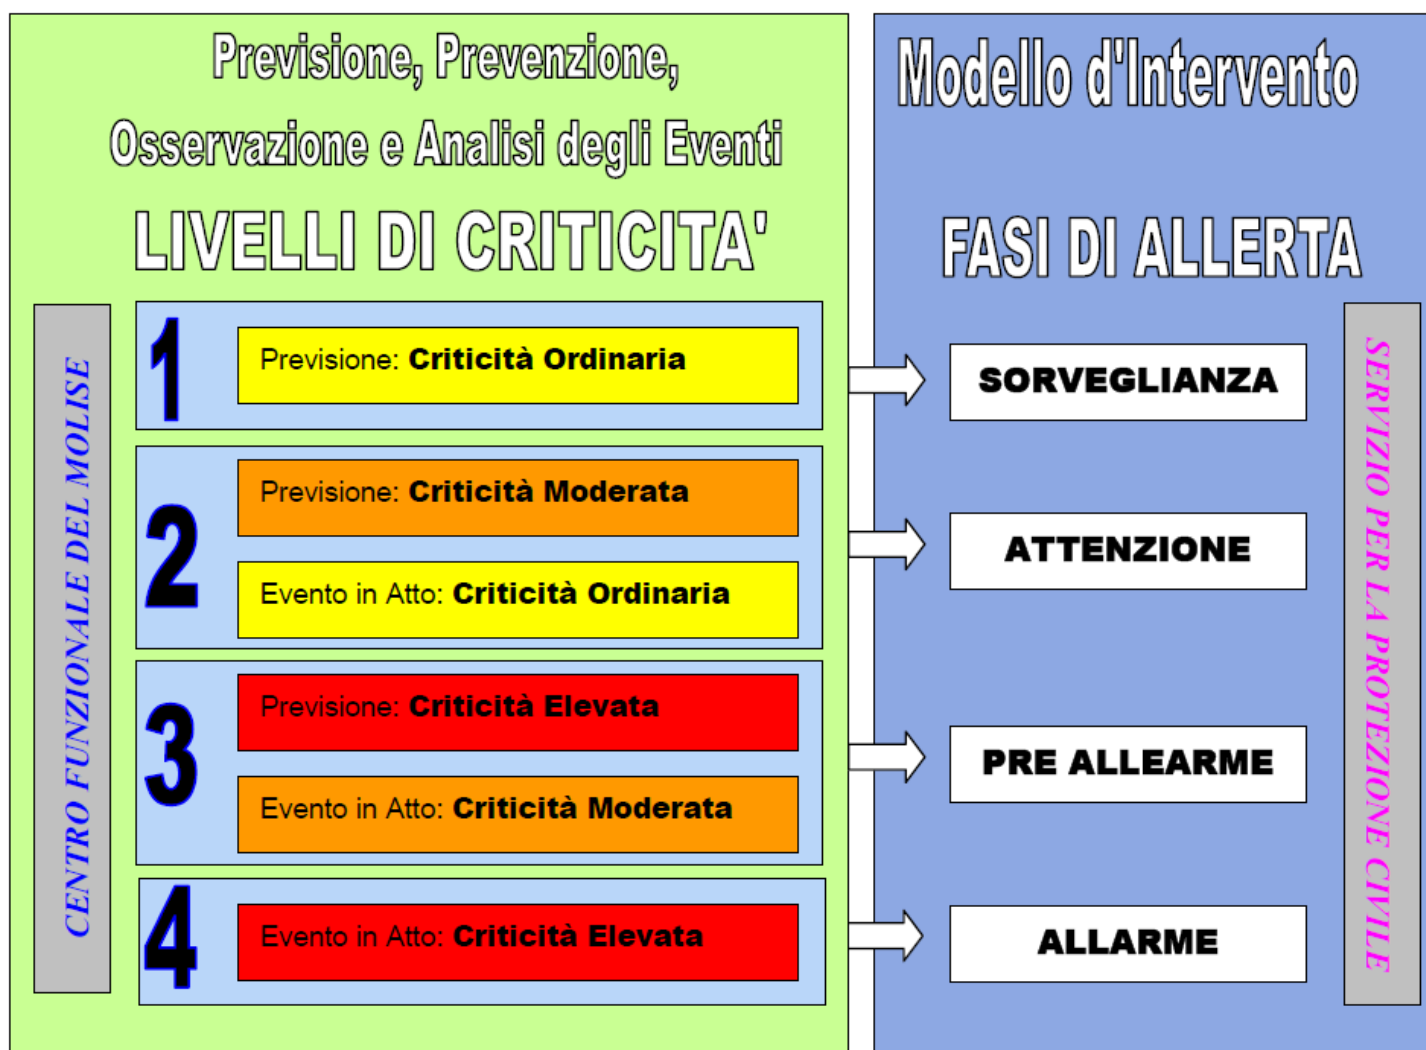 Previsione, Prevenzione,
Osservazione e Analisi degli Eventi
LIVELLI DI CRITICITA'
CENTRO FUNZIONALE DEL MOLISE
1
Previsione: Criticità Ordinaria
2
Previsione: Criticità Moderata
Evento in Atto: Criticità Ordinaria
3
Previsione: Criticità Elevata
Evento in Atto: Criticità Moderata
4
Evento in Atto: Criticità Elevata
Modello d'Intervento
FASI DI ALLERTA
SORVEGLIANZA
ATTENZIONE
PRE ALLEARME
ALLARME
SERVIZIO PER LA PROTEZIONE CIVILE